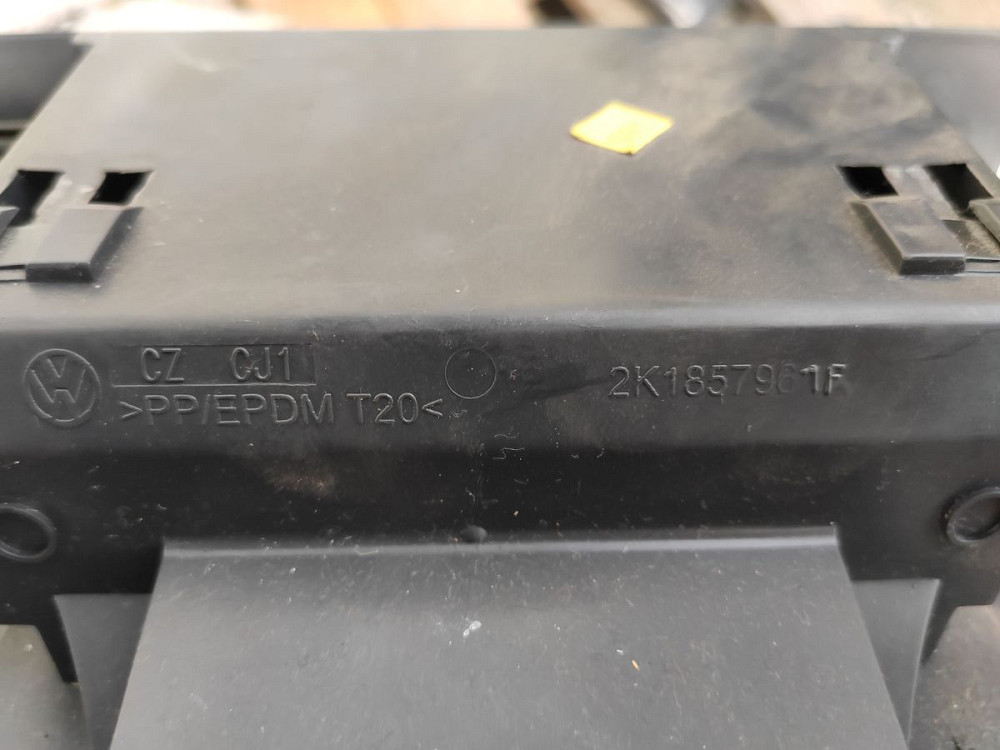 CZ CJ1
>PP/EPDM T20<
2K1857961F